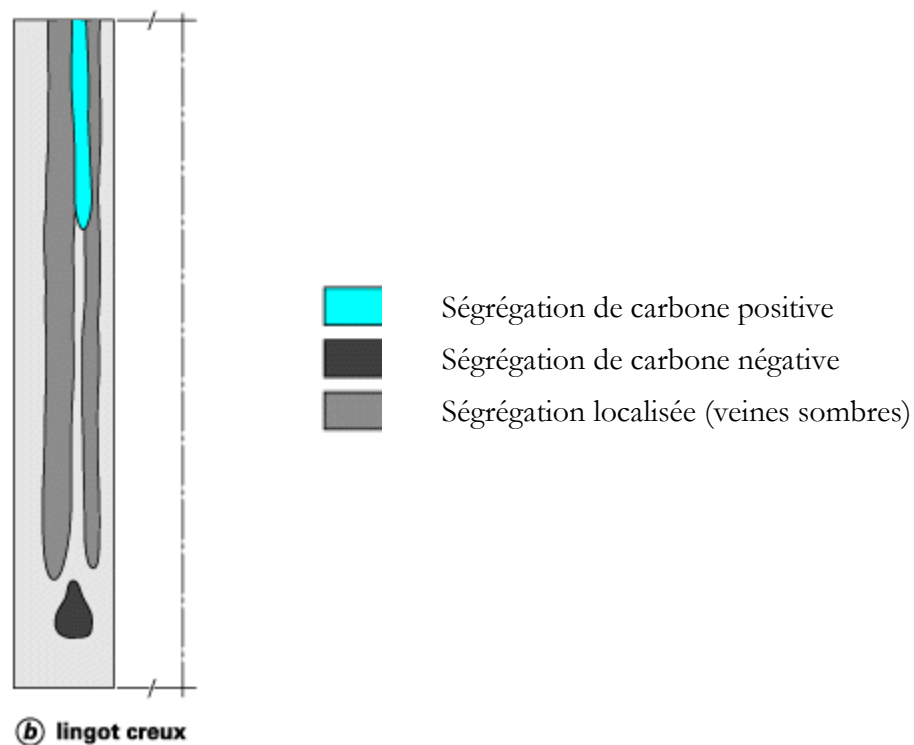 Ségrégation de carbone positive
Ségrégation de carbone négative
Ségrégation localisée (veines sombres)
b lingot creux